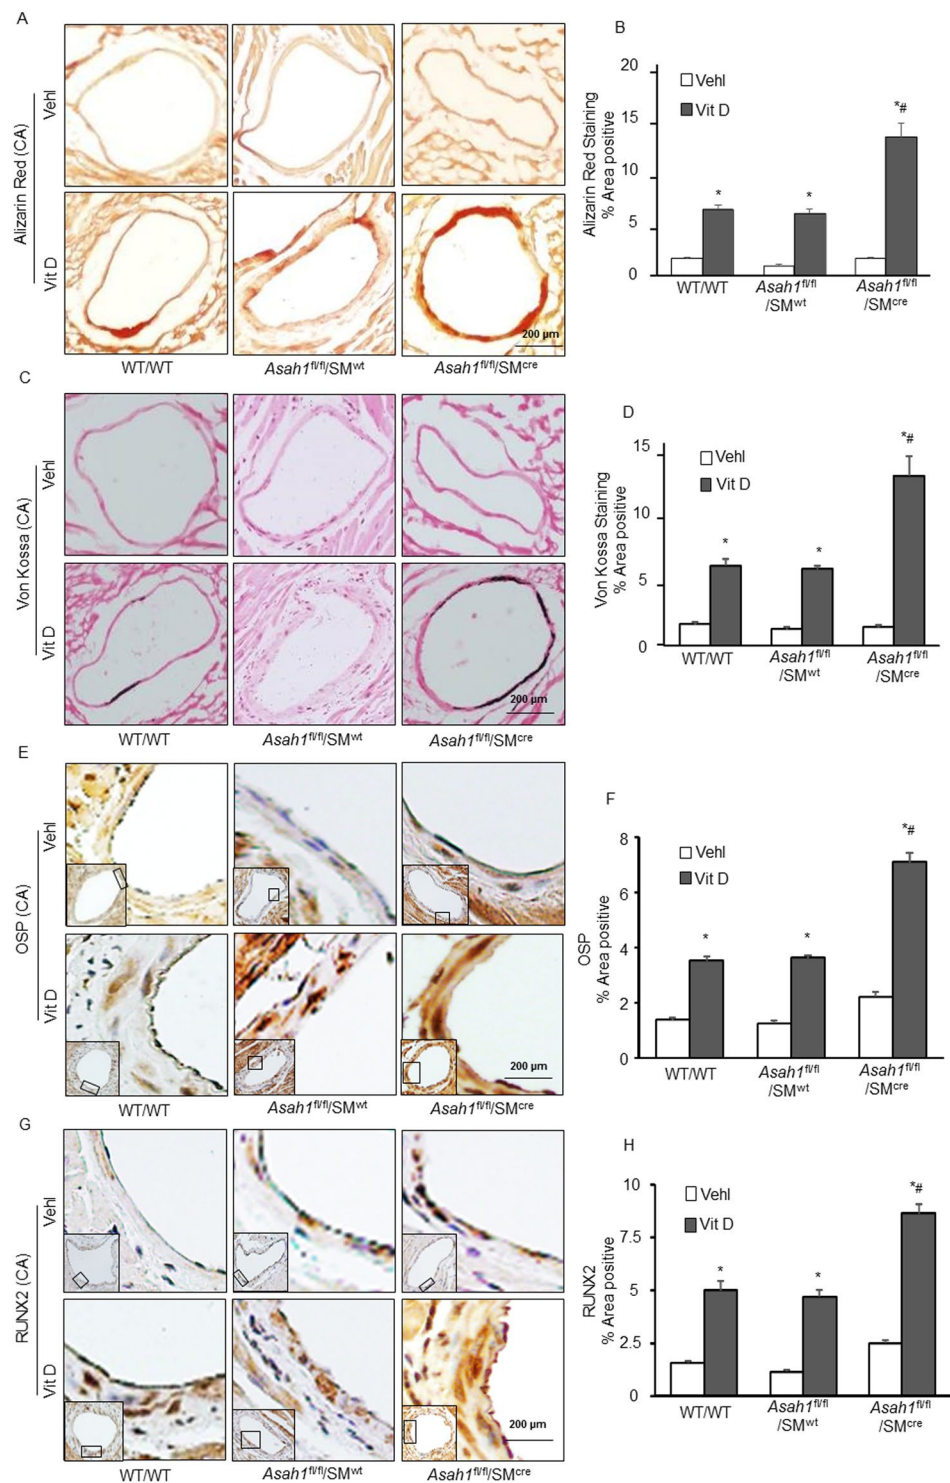 A
Alizarin Red (CA)
Vehl
Vit D
200 µm
WT/WT
Asah1fl/fl/SMwt
Asah1fl/fl/SMcre
B
Alizarin Red Staining
% Area positive
20
15
10
5
0
Vehl
Vit D
*
*
*#
WT/WT
Asah1fl/fl
/SMwt
Asah1fl/fl
/SMcre
C
Von Kossa (CA)
Vehl
Vit D
200 µm
WT/WT
Asah1fl/fl/SMwt
Asah1fl/fl/SMcre
D
Von Kossa Staining
% Area positive
15
10
5
0
Vehl
Vit D
*
*
*#
WT/WT
Asah1fl/fl
/SMwt
Asah1fl/fl
/SMcre
E
OSP (CA)
Vehl
Vit D
200 µm
WT/WT
Asah1fl/fl/SMwt
Asah1fl/fl/SMcre
F
OSP
% Area positive
8
6
4
2
0
Vehl
Vit D
*
*
*#
WT/WT
Asah1fl/fl
/SMwt
Asah1fl/fl
/SMcre
G
RUNX2 (CA)
Vehl
Vit D
200 µm
WT/WT
Asah1fl/fl/SMwt
Asah1fl/fl/SMcre
H
RUNX2
% Area positive
10
7.5
5
2.5
0
Vehl
Vit D
*
*
*#
WT/WT
Asah1fl/fl
/SMwt
Asah1fl/fl
/SMcre